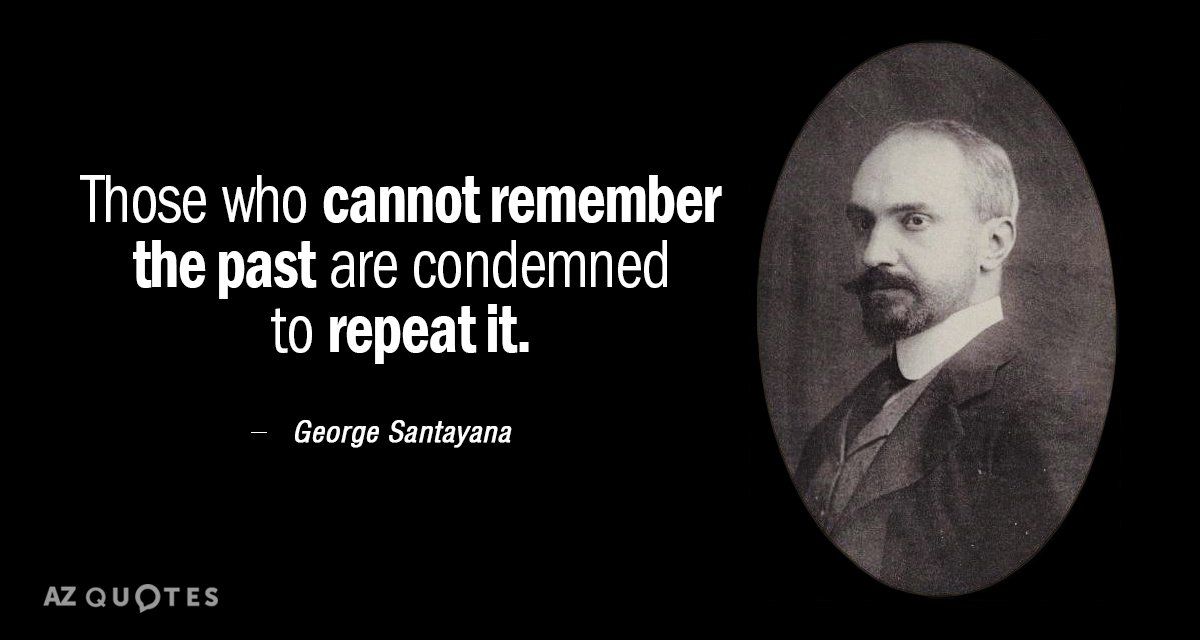 Those who cannot remember
the past are condemned
to repeat it.
– George Santayana
AZ QUOTES